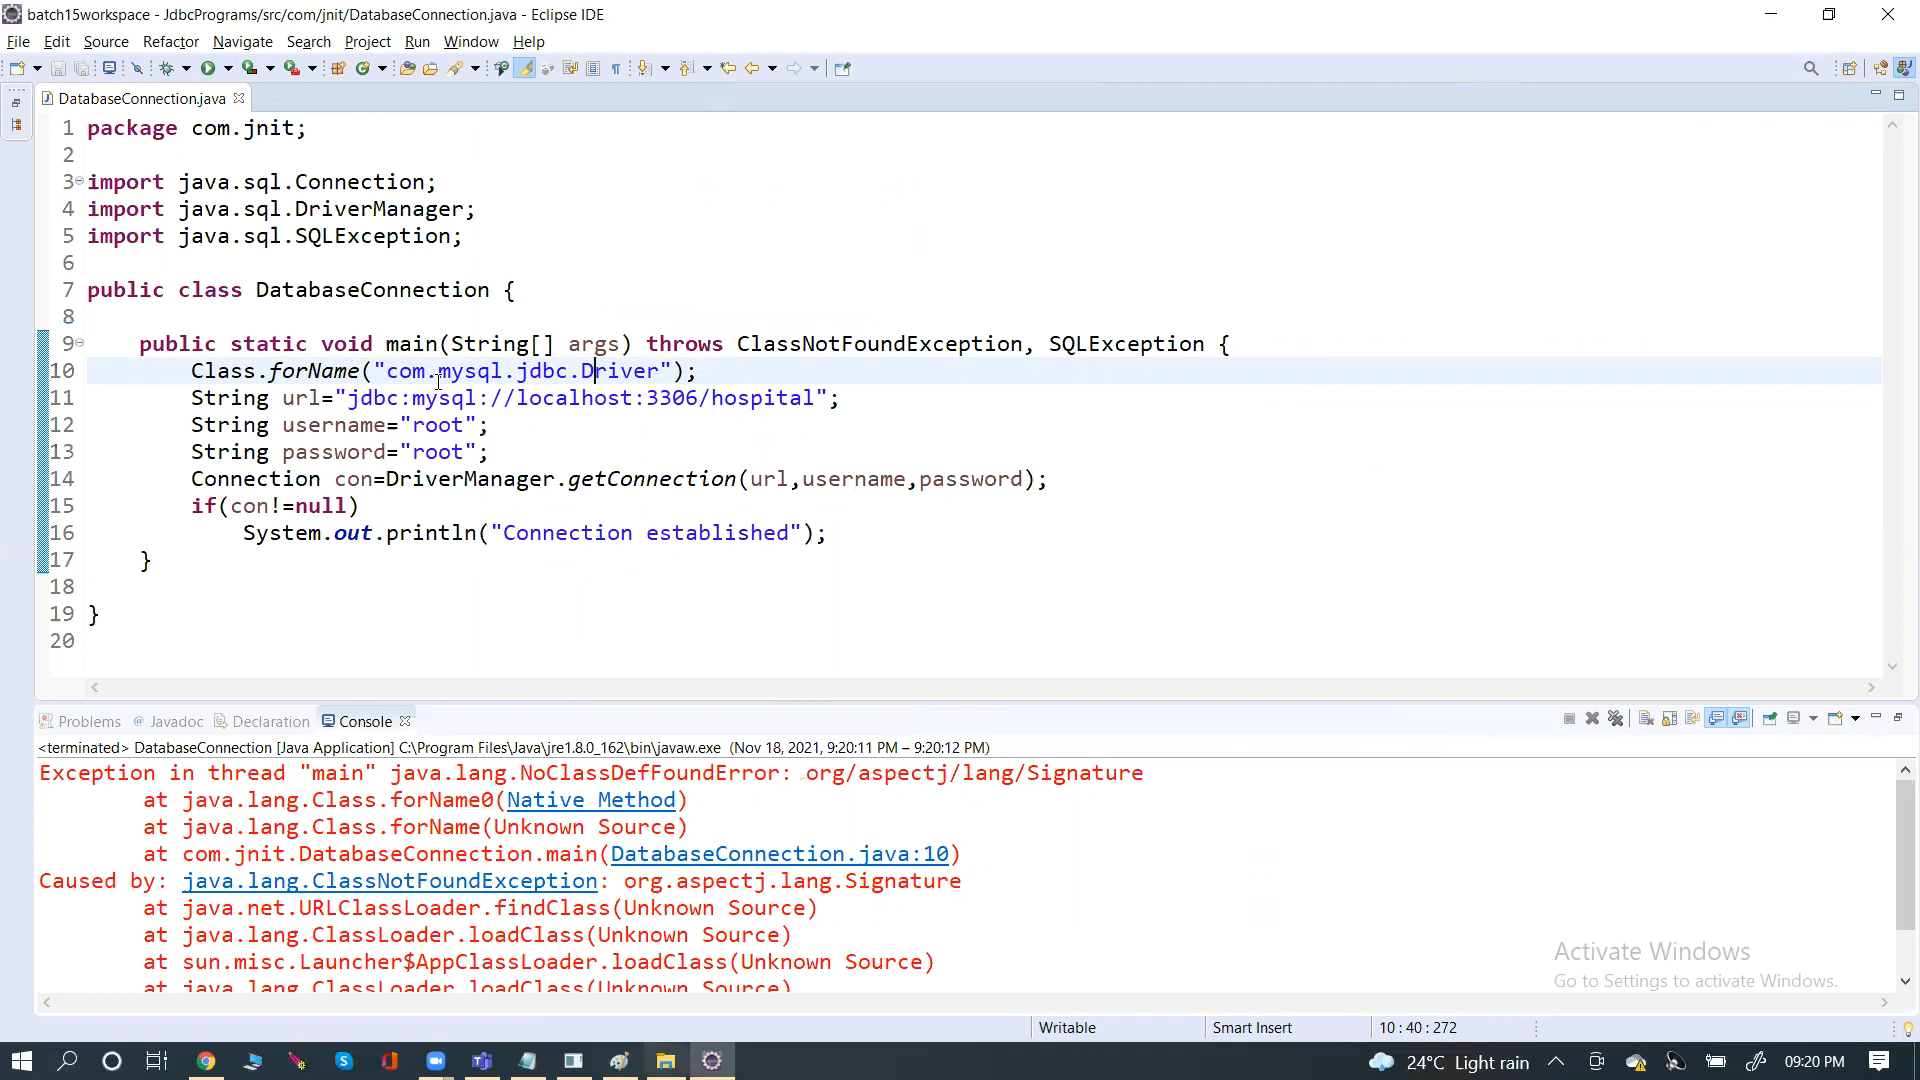 batch15workspace - JdbcPrograms/src/com/jnit/DatabaseConnection.java - Eclipse IDE
File Edit Source Refactor Navigate Search Project Run Window Help
DatabaseConnection.java
1 package com.jnit;
2
3 import java.sql.Connection;
4 import java.sql.DriverManager;
5 import java.sql.SQLException;
6
7 public class DatabaseConnection {
8
9 public static void main(String[] args) throws ClassNotFoundException, SQLException {
10 Class.forName("com.mysql.jdbc.Driver");
11 String url="jdbc:mysql://localhost:3306/hospital";
12 String username="root";
13 String password="root";
14 Connection con=DriverManager.getConnection(url,username,password);
15 if(con!=null)
16 System.out.println("Connection established");
17 }
18
19 }
20
Problems @ Javadoc Declaration Console
<terminated> DatabaseConnection [Java Application] C:\Program Files\Java\jre1.8.0_162\bin\javaw.exe (Nov 18, 2021, 9:20:11 PM – 9:20:12 PM)
Exception in thread "main" java.lang.NoClassDefFoundError: org/aspectj/lang/Signature
at java.lang.Class.forName0(Native Method)
at java.lang.Class.forName(Unknown Source)
at com.jnit.DatabaseConnection.main(DatabaseConnection.java:10)
Caused by: java.lang.ClassNotFoundException: org.aspectj.lang.Signature
at java.net.URLClassLoader.findClass(Unknown Source)
at java.lang.ClassLoader.loadClass(Unknown Source)
at sun.misc.Launcher$AppClassLoader.loadClass(Unknown Source)
at java.lang.ClassLoader.loadClass(Unknown Source)
Activate Windows
Go to Settings to activate Windows.
Writable Smart Insert 10 : 40 : 272
24°C Light rain 09:20 PM